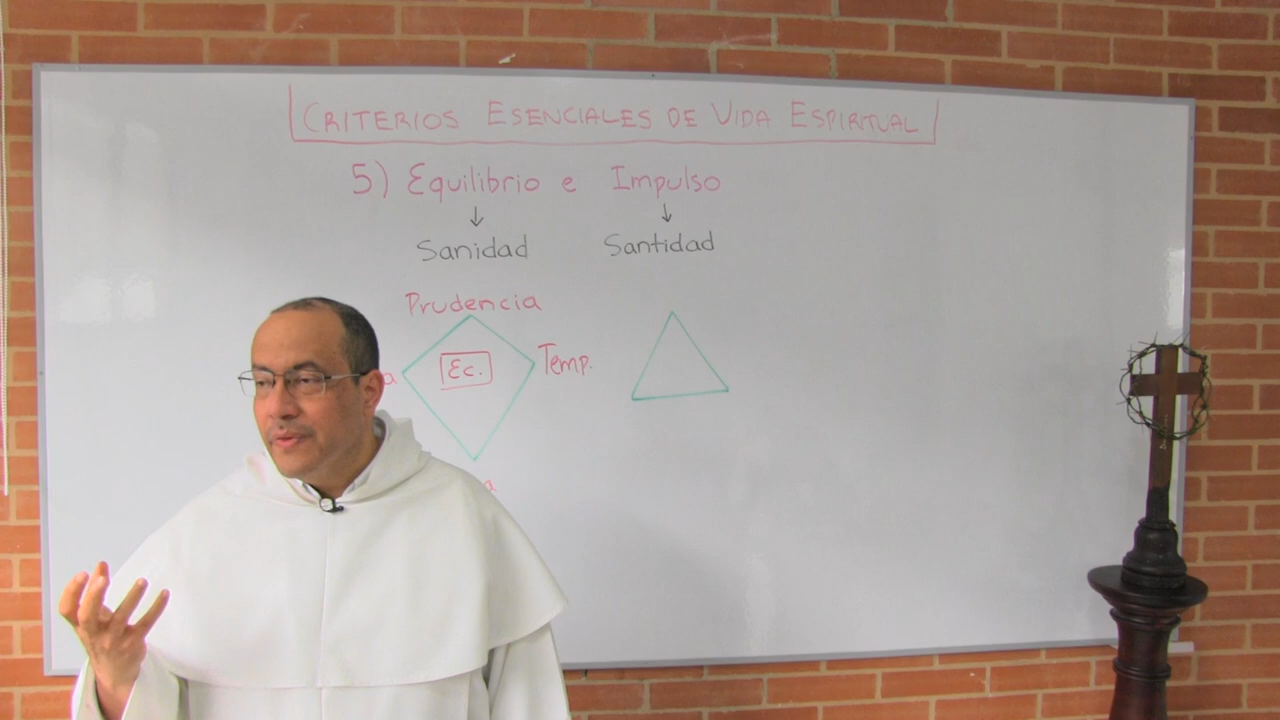 CRITERIOS ESENCIALES DE VIDA ESPIRITUAL
5) Equilibrio e Impulso
Sanidad Santidad
Prudencia
a Ec. Temp.
a